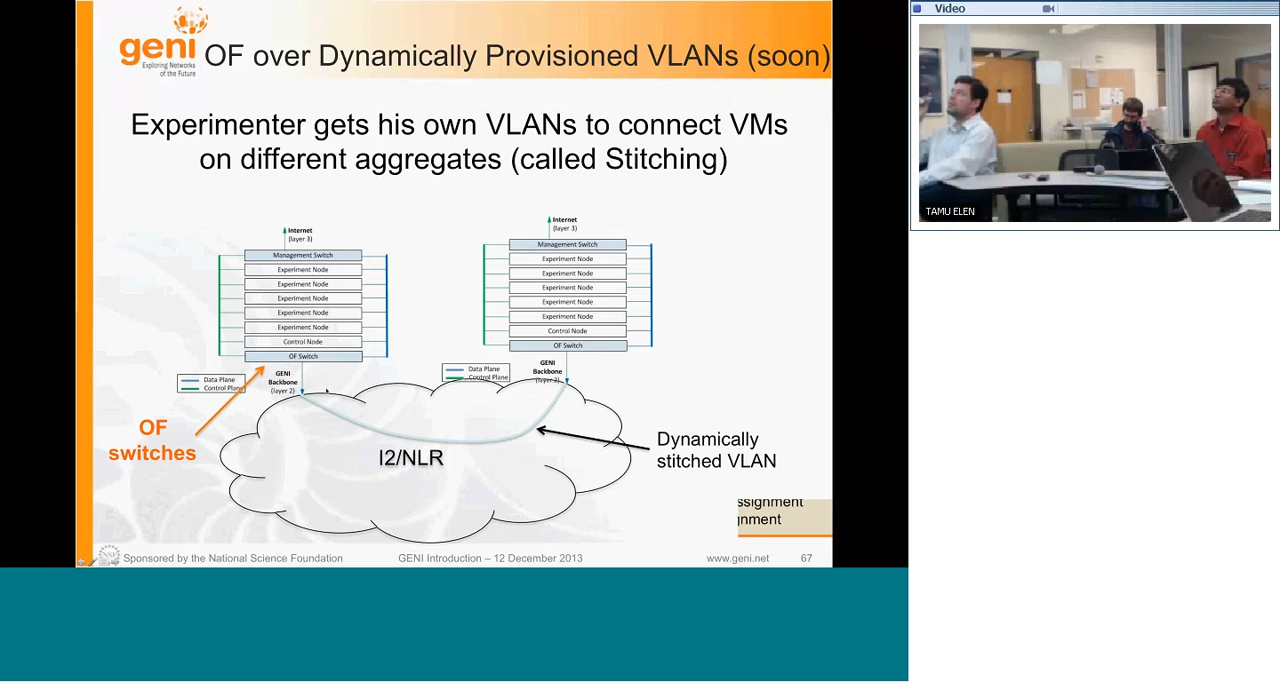 geni
Exploring Networks
of the Future
OF over Dynamically Provisioned VLANs (soon)
Experimenter gets his own VLANs to connect VMs
on different aggregates (called Stitching)
Internet
(layer 3)
Management Switch
Experiment Node
Experiment Node
Experiment Node
Experiment Node
Experiment Node
Control Node
OF Switch
Data Plane
Control Plane
GENI
Backbone
(layer 2)
Internet
(layer 3)
Management Switch
Experiment Node
Experiment Node
Experiment Node
Experiment Node
Experiment Node
Control Node
OF Switch
Data Plane
Control Plane
GENI
Backbone
(layer 2)
OF
switches
I2/NLR
Dynamically
stitched VLAN
ssignment
gnment
Sponsored by the National Science Foundation
GENI Introduction – 12 December 2013
www.geni.net
67
Video
TAMU ELEN